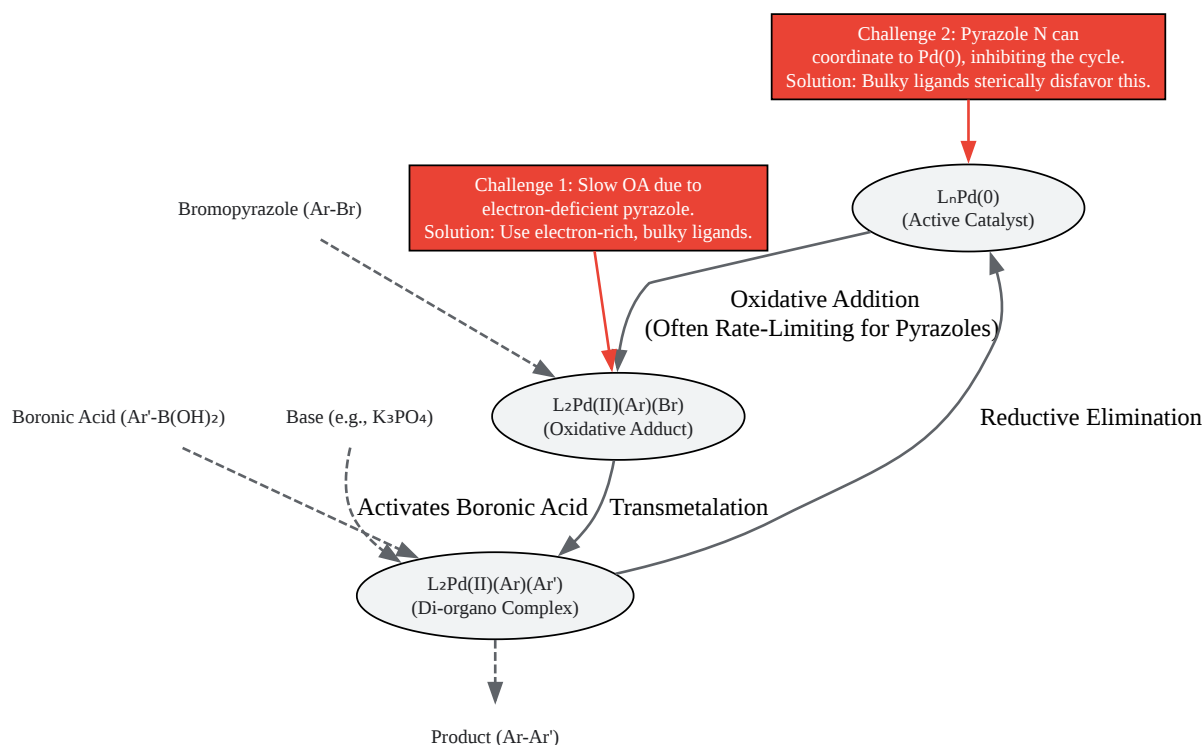 Challenge 2: Pyrazole N can
coordinate to Pd(0), inhibiting the cycle.
Solution: Bulky ligands sterically disfavor this.
Challenge 1: Slow OA due to
electron-deficient pyrazole.
Solution: Use electron-rich, bulky ligands.
Bromopyrazole (Ar-Br)
LₙPd(0)
(Active Catalyst)
Oxidative Addition
(Often Rate-Limiting for Pyrazoles)
L₂Pd(II)(Ar)(Br)
(Oxidative Adduct)
Boronic Acid (Ar'-B(OH)₂)
Base (e.g., K₃PO₄)
Reductive Elimination
Activates Boronic Acid
Transmetalation
L₂Pd(II)(Ar)(Ar')
(Di-organo Complex)
Product (Ar-Ar')